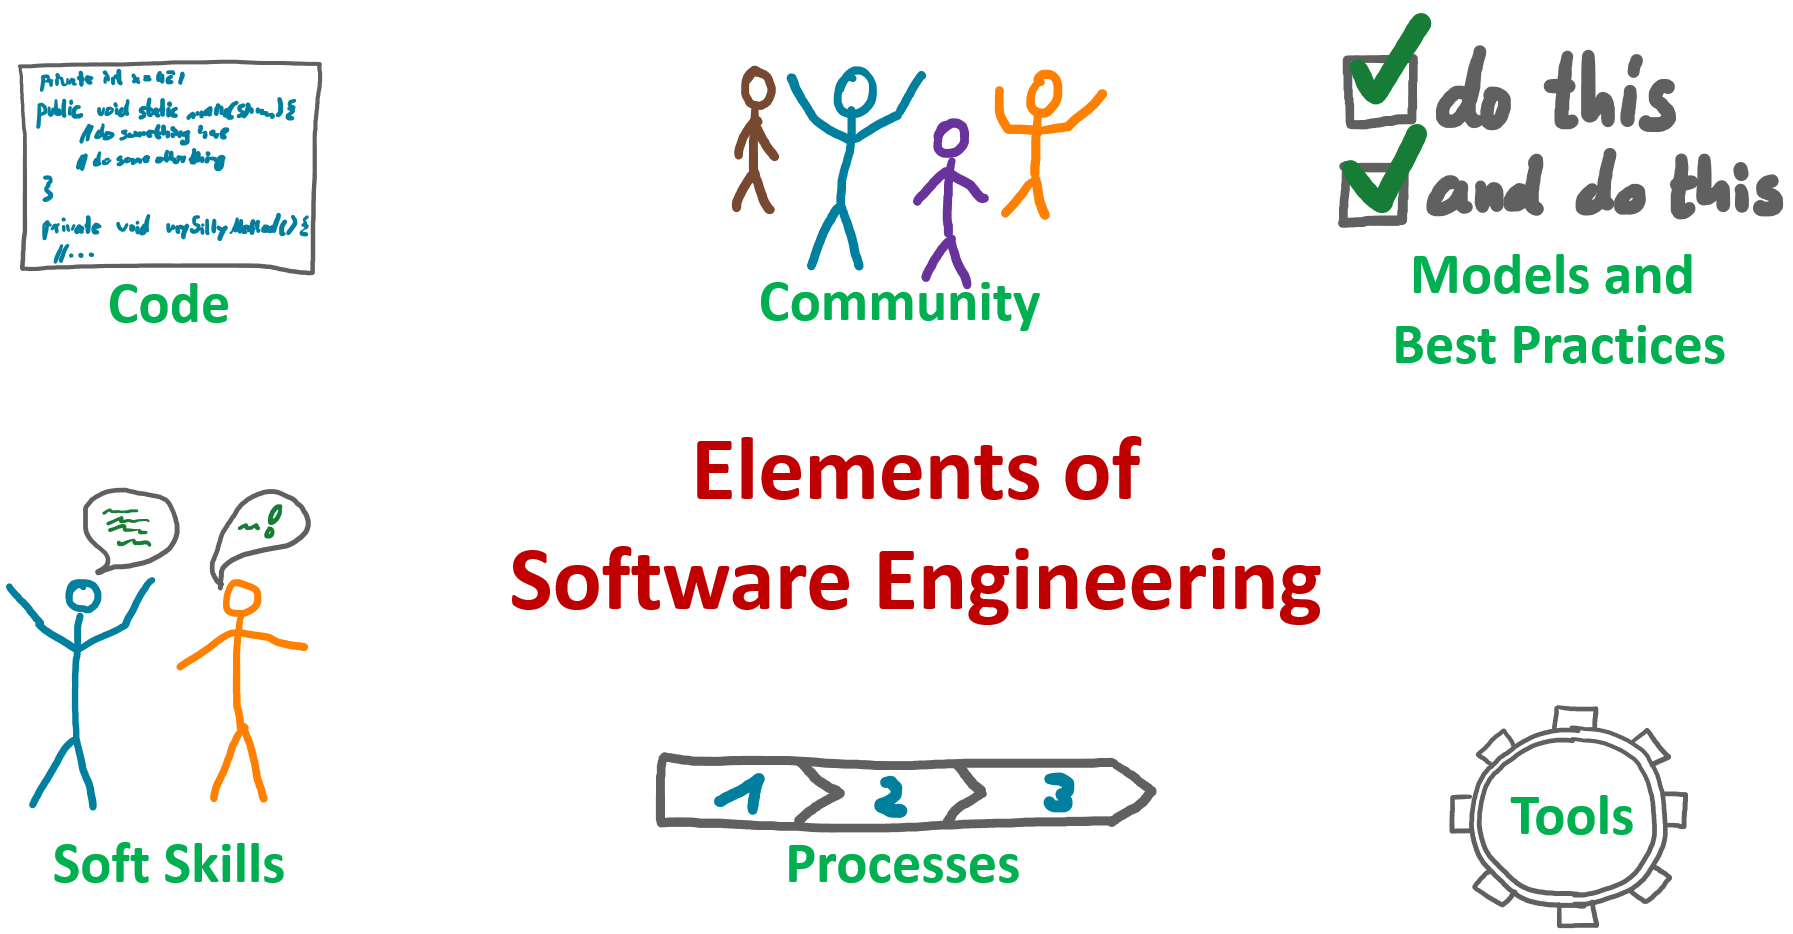 private int x = 421
public void static main( ) {
// do something here
// do some other thing
}
private void mySillyMethod() {
//...
Code
Community
do this
and do this
Models and
Best Practices
Elements of
Software Engineering
!
Soft Skills
1 2 3
Processes
Tools